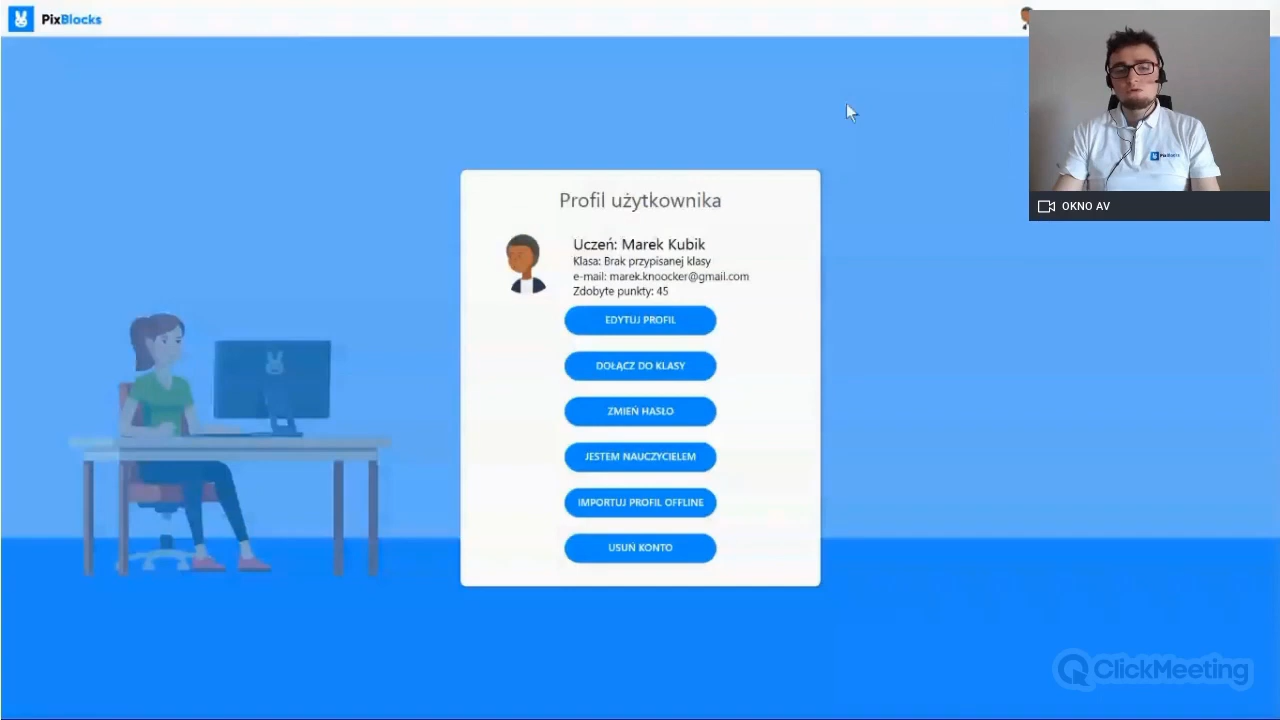 PixBlocks
PixBlocks
OKNO AV
Profil użytkownika
Uczeń: Marek Kubik
Klasa: Brak przypisanej klasy
e-mail: marek.knoocker@gmail.com
Zdobyte punkty: 45
EDYTUJ PROFIL
DOŁĄCZ DO KLASY
ZMIEŃ HASŁO
JESTEM NAUCZYCIELEM
IMPORTUJ PROFIL OFFLINE
USUŃ KONTO
ClickMeeting